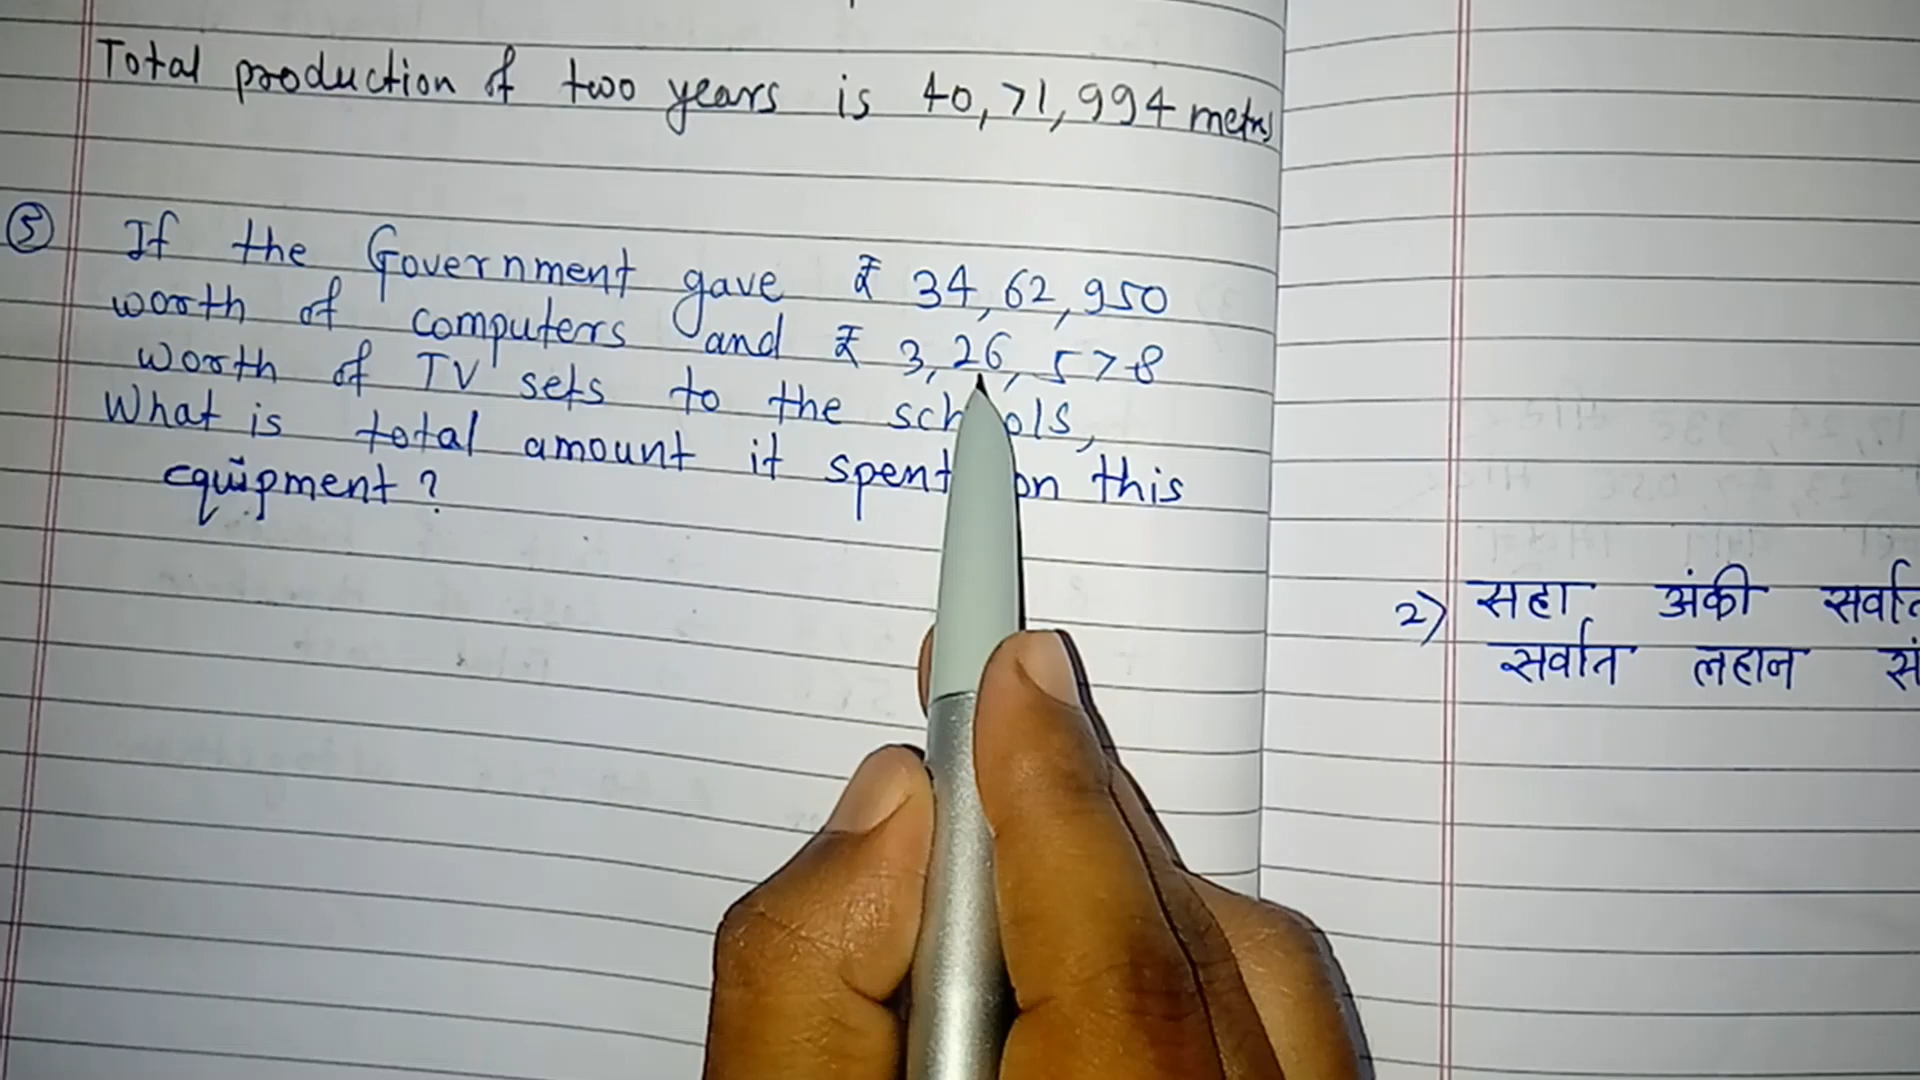 Total production of two years is 40,71,994 metres
5 If the Government gave ₹ 34,62,950
worth of computers and ₹ 3,26,578
worth of TV sets to the schools,
What is total amount it spent on this
equipment?
2) सहा अंकी
सर्वात लहान